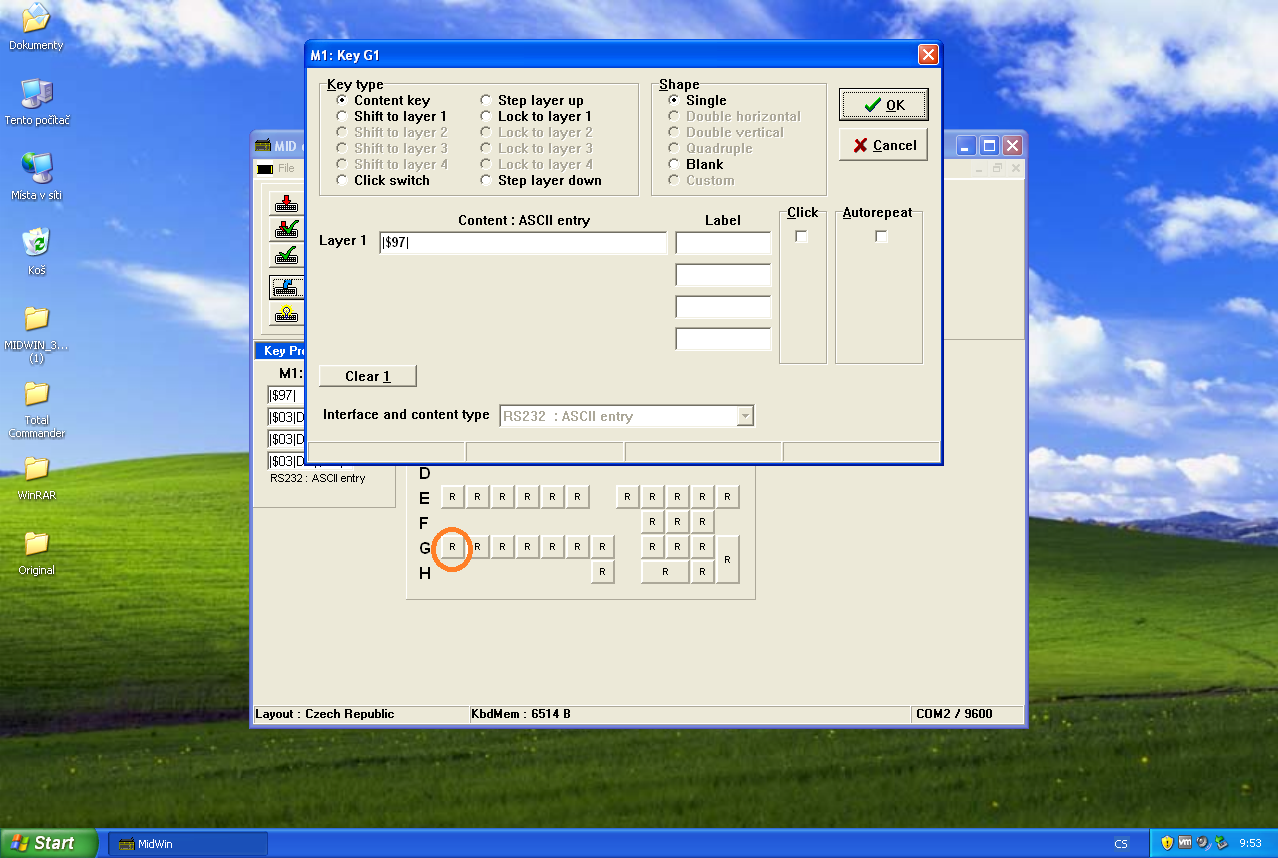 Dokumenty
Tento počítač
Místa v síti
Koš
MIDWIN_3...
(1)
Total
Commander
WinRAR
Original
M1: Key G1
Key type
Content key
Step layer up
Shift to layer 1
Lock to layer 1
Shift to layer 2
Lock to layer 2
Shift to layer 3
Lock to layer 3
Shift to layer 4
Lock to layer 4
Click switch
Step layer down
Shape
Single
Double horizontal
Double vertical
Quadruple
Blank
Custom
OK
Cancel
Content : ASCII entry
Label
Click
Autorepeat
Layer 1
|$97|
Clear 1
Interface and content type
RS232 : ASCII entry
MID
File
Key Pr
M1:
|$97|
|$03|D
|$03|D
|$03|D
RS232 : ASCII entry
D
E R R R R R R R R R R R
F R R R
G R R R R R R R R R R R
H R R R
Layout : Czech Republic
KbdMem : 6514 B
COM2 / 9600
Start
MidWin
CS
vm
9:53